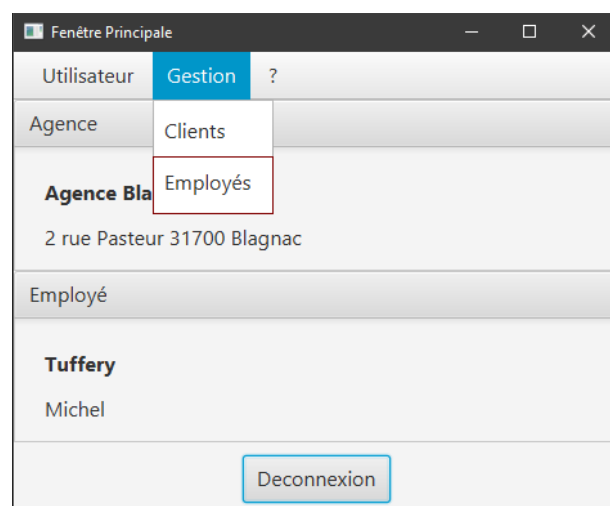 Fenêtre Principale
Utilisateur Gestion ?
Agence
Clients
Employés
Agence Bla
2 rue Pasteur 31700 Blagnac
Employé
Tuffery
Michel
Deconnexion